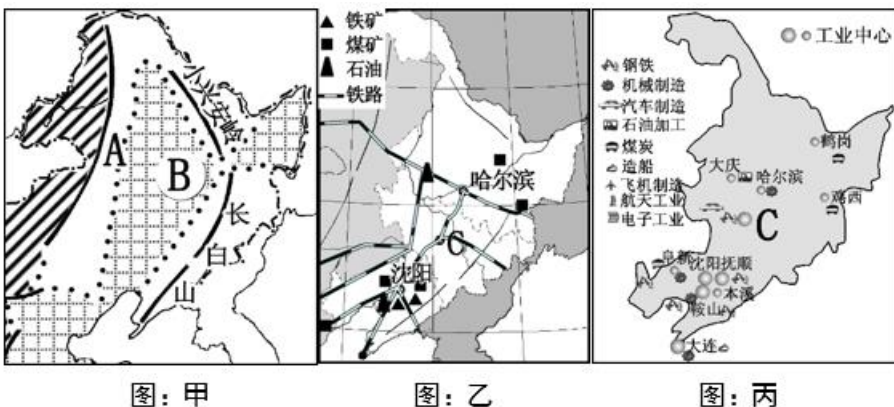 A
B
小兴安岭
长
白
山
图：甲
▲ 铁矿
■ 煤矿
石油
铁路
哈尔滨
C
沈阳
图：乙
工业中心
钢铁
机械制造
汽车制造
石油加工
煤炭
造船
飞机制造
航天工业
电子工业
鹤岗
大庆
哈尔滨
鸡西
C
阜新
沈阳抚顺
本溪
鞍山
大连
图：丙